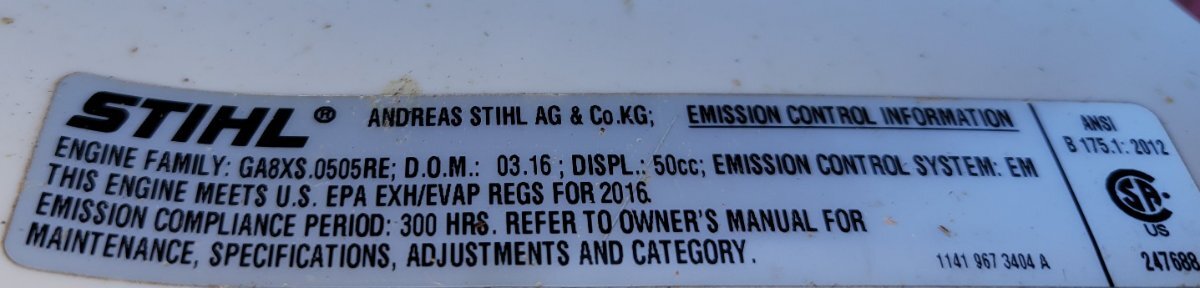 STIHL® ANDREAS STIHL AG & Co.KG; EMISSION CONTROL INFORMATION
ENGINE FAMILY: GA8XS.0505RE; D.O.M.: 03.16 ; DISPL.: 50cc; EMISSION CONTROL SYSTEM: EM
THIS ENGINE MEETS U.S. EPA EXH/EVAP REGS FOR 2016.
EMISSION COMPLIANCE PERIOD: 300 HRS. REFER TO OWNER'S MANUAL FOR
MAINTENANCE, SPECIFICATIONS, ADJUSTMENTS AND CATEGORY.
1141 967 3404 A
ANSI
B 175.1: 2012
SA
US
247688